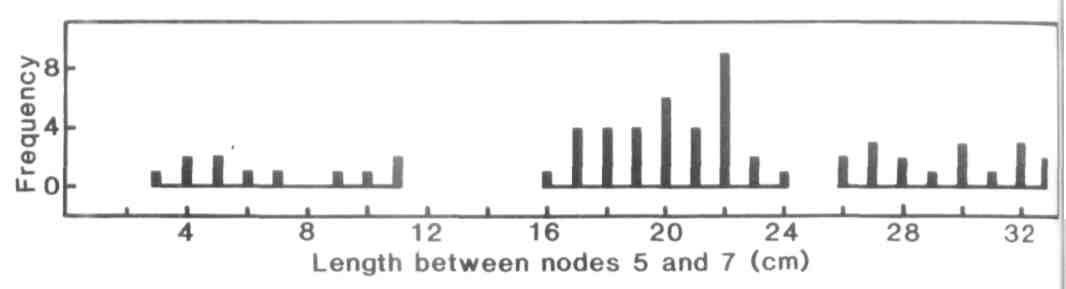 Frequency
8
4
0
4 8 12 16 20 24 28 32
Length between nodes 5 and 7 (cm)